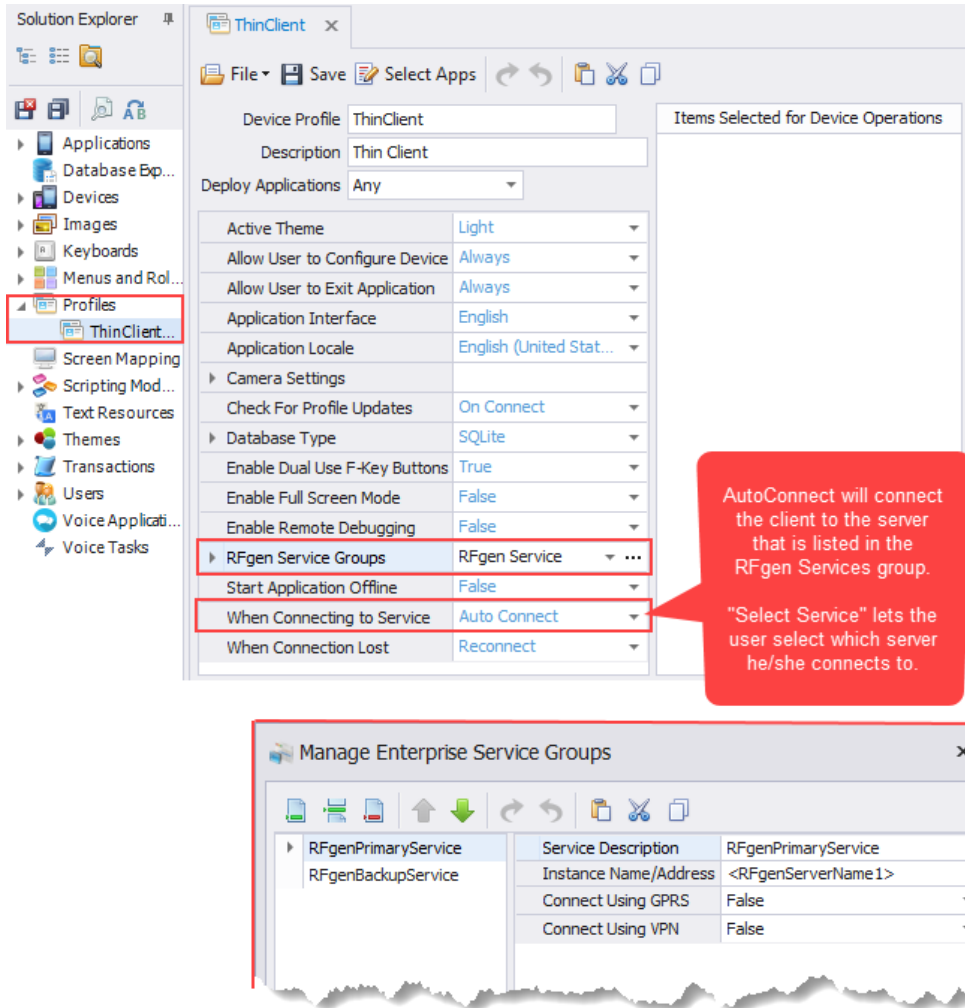 Solution Explorer
ThinClient
File
Save
Select Apps
Applications
Database Exp...
Devices
Images
Keyboards
Menus and Rol...
Profiles
ThinClient...
Screen Mapping
Scripting Mod...
Text Resources
Themes
Transactions
Users
Voice Applicati...
Voice Tasks
Device Profile ThinClient
Description Thin Client
Deploy Applications Any
Active Theme Light
Allow User to Configure Device Always
Allow User to Exit Application Always
Application Interface English
Application Locale English (United Stat...
Camera Settings
Check For Profile Updates On Connect
Database Type SQLite
Enable Dual Use F-Key Buttons True
Enable Full Screen Mode False
Enable Remote Debugging False
RFgen Service Groups RFgen Service ...
Start Application Offline False
When Connecting to Service Auto Connect
When Connection Lost Reconnect
Items Selected for Device Operations
AutoConnect will connect
the client to the server
that is listed in the
RFgen Services group.
"Select Service" lets the
user select which server
he/she connects to.
Manage Enterprise Service Groups
RFgenPrimaryService
RFgenBackupService
Service Description RFgenPrimaryService
Instance Name/Address <RFgenServerName1>
Connect Using GPRS False
Connect Using VPN False